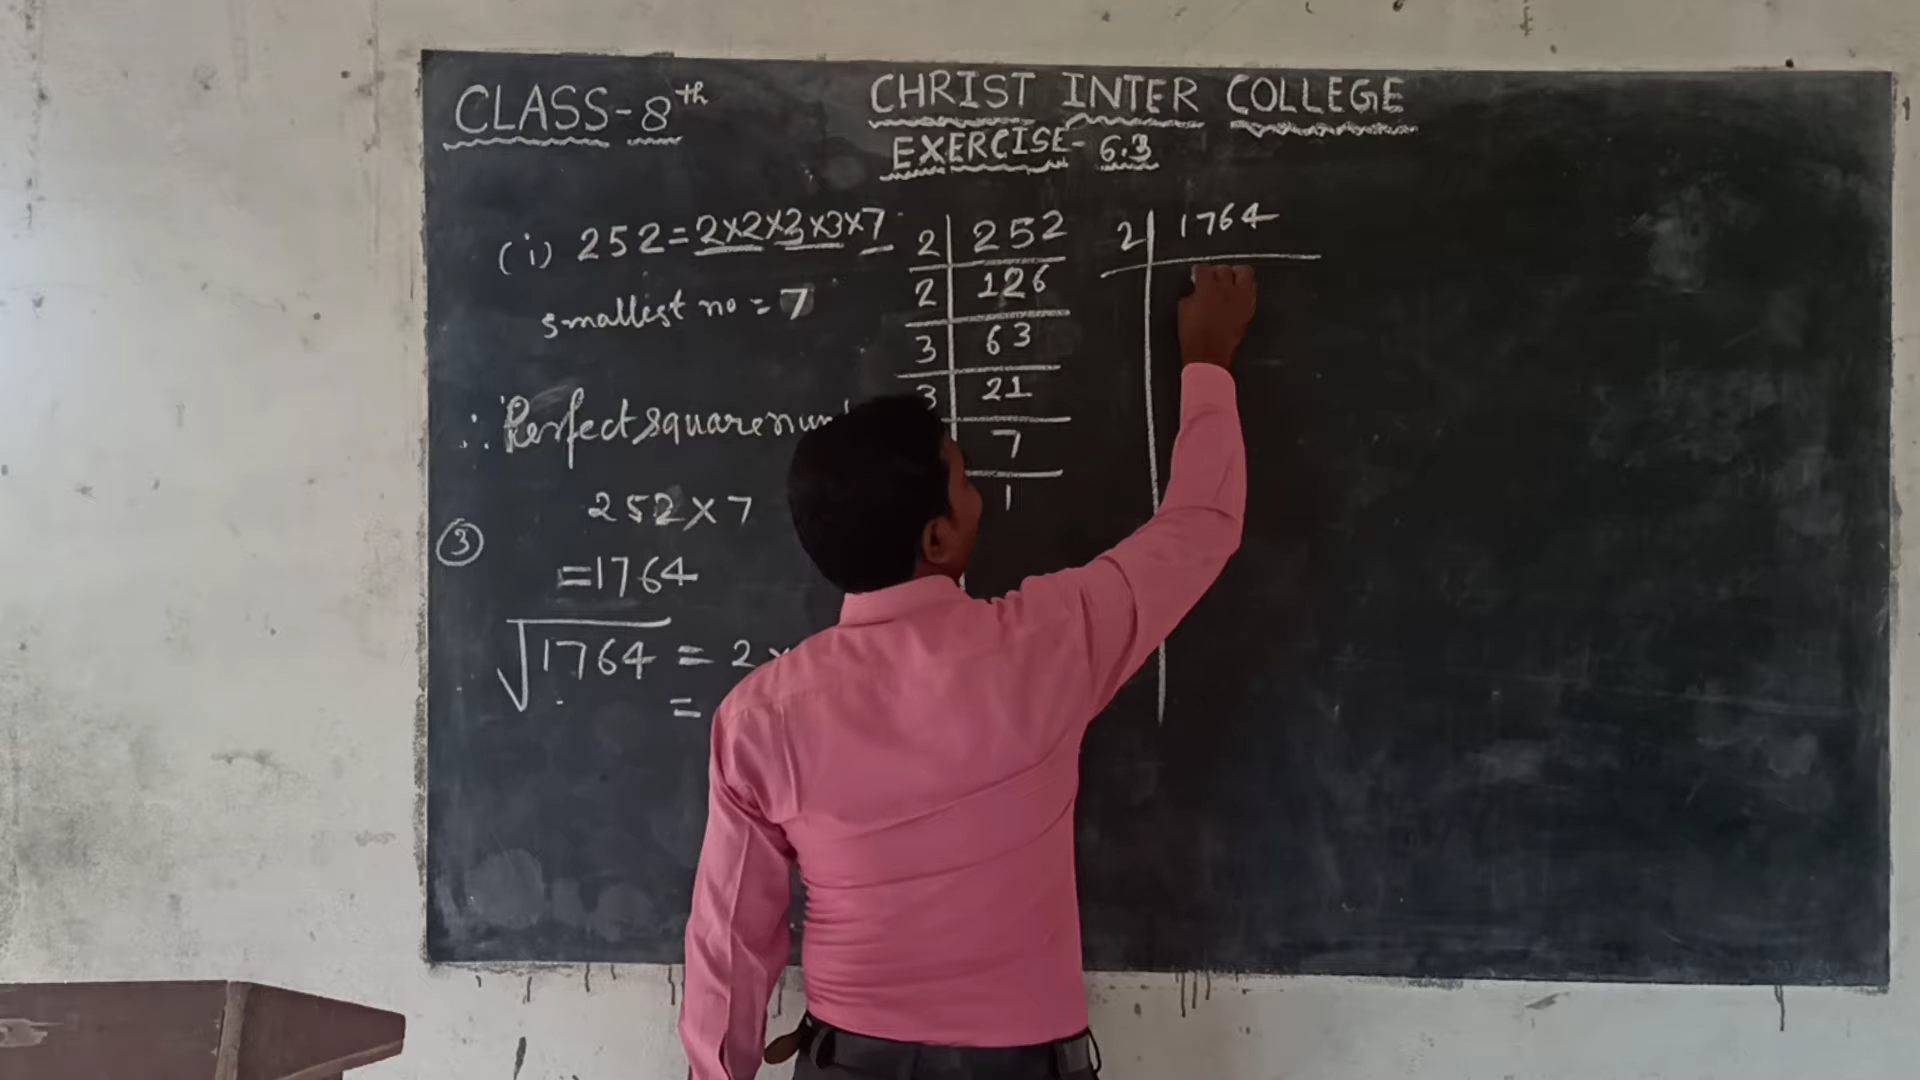 CLASS-8th
CHRIST INTER COLLEGE
EXERCISE- 6.3
(i) 252=2×2×3×3×7
smallest no = 7
∴ Perfect square num
252×7
③
=1764
√1764 = 2×
=
2 | 252
2 | 126
3 | 63
3 | 21
7
1
2 | 1764